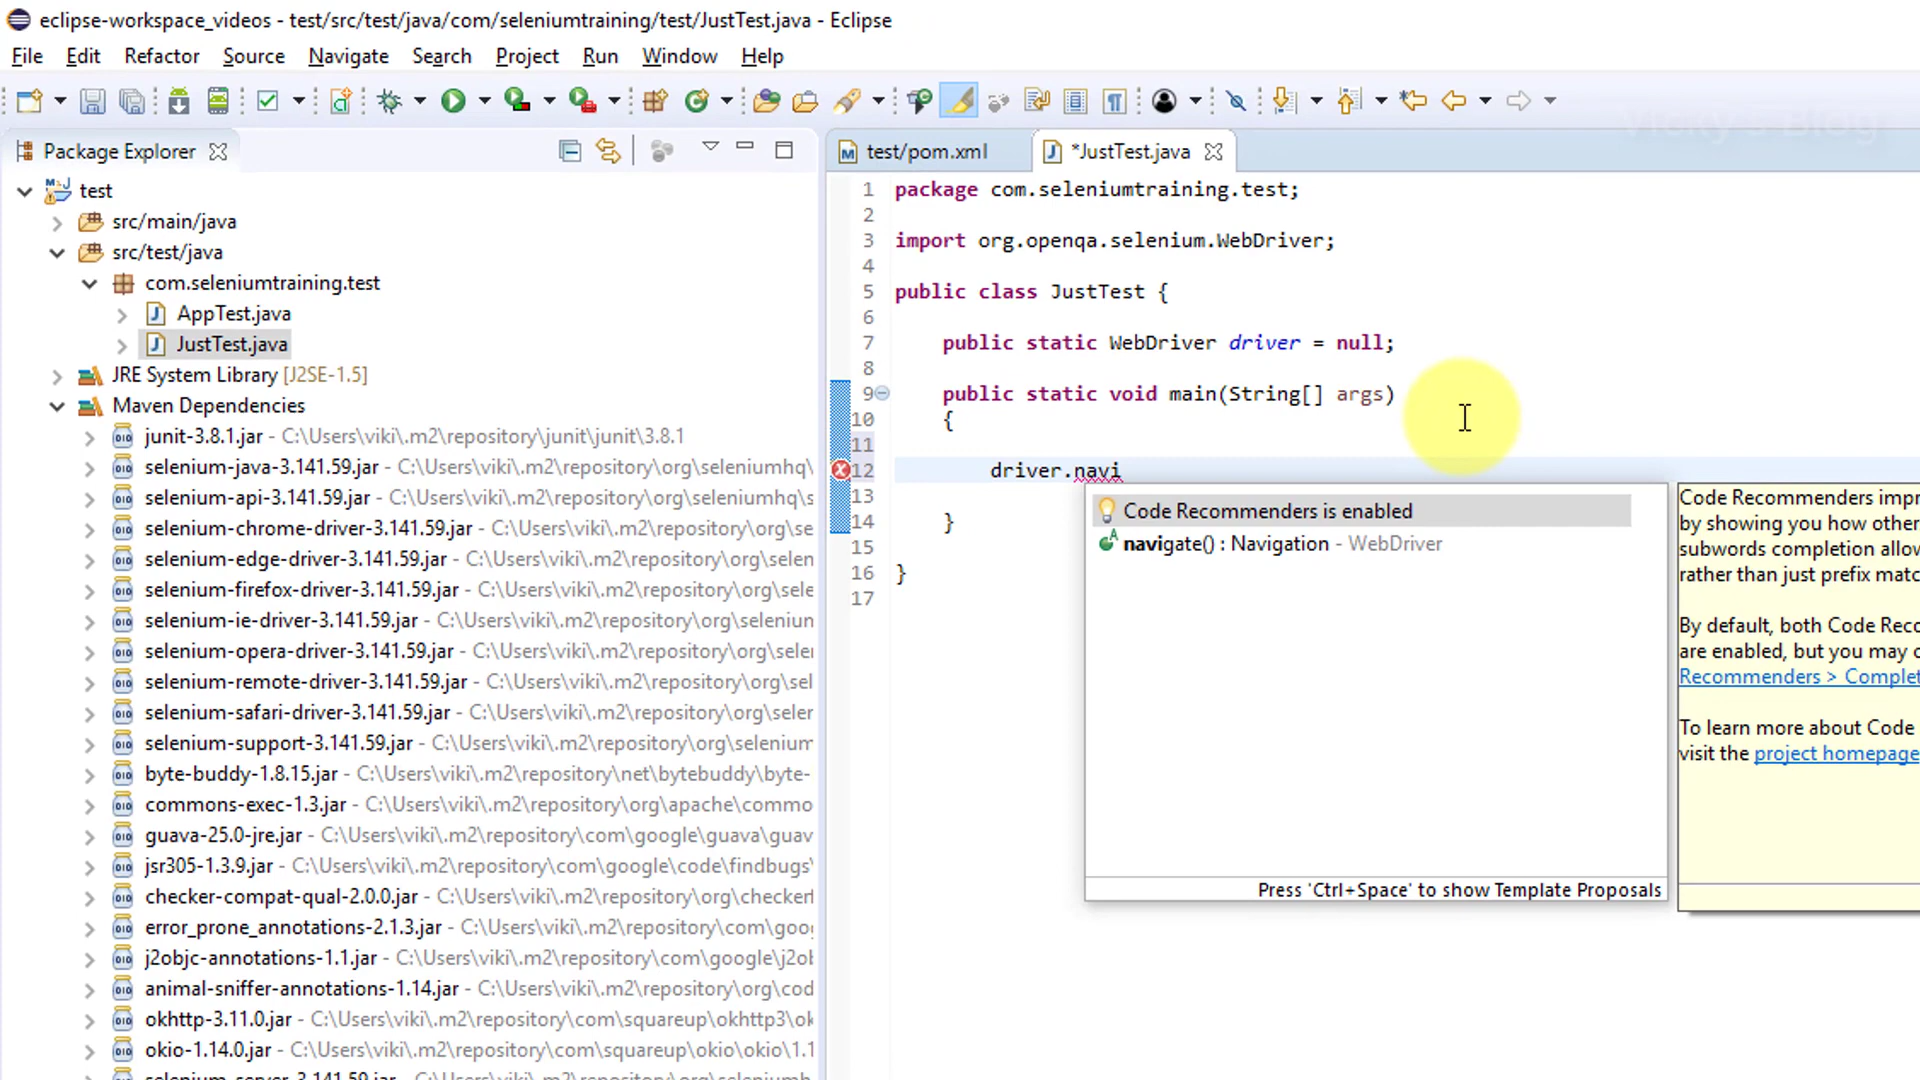 eclipse-workspace_videos - test/src/test/java/com/seleniumtraining/test/JustTest.java - Eclipse
File Edit Refactor Source Navigate Search Project Run Window Help
Vicky's Blog
Package Explorer
test/pom.xml
*JustTest.java
test
src/main/java
src/test/java
com.seleniumtraining.test
AppTest.java
JustTest.java
JRE System Library [J2SE-1.5]
Maven Dependencies
junit-3.8.1.jar - C:\Users\viki\.m2\repository\junit\junit\3.8.1
selenium-java-3.141.59.jar - C:\Users\viki\.m2\repository\org\seleniumhq\
selenium-api-3.141.59.jar - C:\Users\viki\.m2\repository\org\seleniumhq\
selenium-chrome-driver-3.141.59.jar - C:\Users\viki\.m2\repository\org\se
selenium-edge-driver-3.141.59.jar - C:\Users\viki\.m2\repository\org\sele
selenium-firefox-driver-3.141.59.jar - C:\Users\viki\.m2\repository\org\sele
selenium-ie-driver-3.141.59.jar - C:\Users\viki\.m2\repository\org\seleniun
selenium-opera-driver-3.141.59.jar - C:\Users\viki\.m2\repository\org\sele
selenium-remote-driver-3.141.59.jar - C:\Users\viki\.m2\repository\org\sel
selenium-safari-driver-3.141.59.jar - C:\Users\viki\.m2\repository\org\seler
selenium-support-3.141.59.jar - C:\Users\viki\.m2\repository\org\selenium
byte-buddy-1.8.15.jar - C:\Users\viki\.m2\repository\net\bytebuddy\byte-
commons-exec-1.3.jar - C:\Users\viki\.m2\repository\org\apache\commo
guava-25.0-jre.jar - C:\Users\viki\.m2\repository\com\google\guava\guav
jsr305-1.3.9.jar - C:\Users\viki\.m2\repository\com\google\code\findbugs\
checker-compat-qual-2.0.0.jar - C:\Users\viki\.m2\repository\org\checkerf
error_prone_annotations-2.1.3.jar - C:\Users\viki\.m2\repository\com\goog
j2objc-annotations-1.1.jar - C:\Users\viki\.m2\repository\com\google\j2ob
animal-sniffer-annotations-1.14.jar - C:\Users\viki\.m2\repository\org\cod
okhttp-3.11.0.jar - C:\Users\viki\.m2\repository\com\squareup\okhttp3\ok
okio-1.14.0.jar - C:\Users\viki\.m2\repository\com\squareup\okio\okio\1.1
1 package com.seleniumtraining.test;
2
3 import org.openqa.selenium.WebDriver;
4
5 public class JustTest {
6
7 public static WebDriver driver = null;
8
9 public static void main(String[] args)
10 {
11
12 driver.navi
13
14 }
15
16 }
17
Code Recommenders is enabled
navigate() : Navigation - WebDriver
Press 'Ctrl+Space' to show Template Proposals
Code Recommenders impr
by showing you how other
subwords completion allov
rather than just prefix matc
By default, both Code Reco
are enabled, but you may c
Recommenders > Complet
To learn more about Code
visit the project homepage